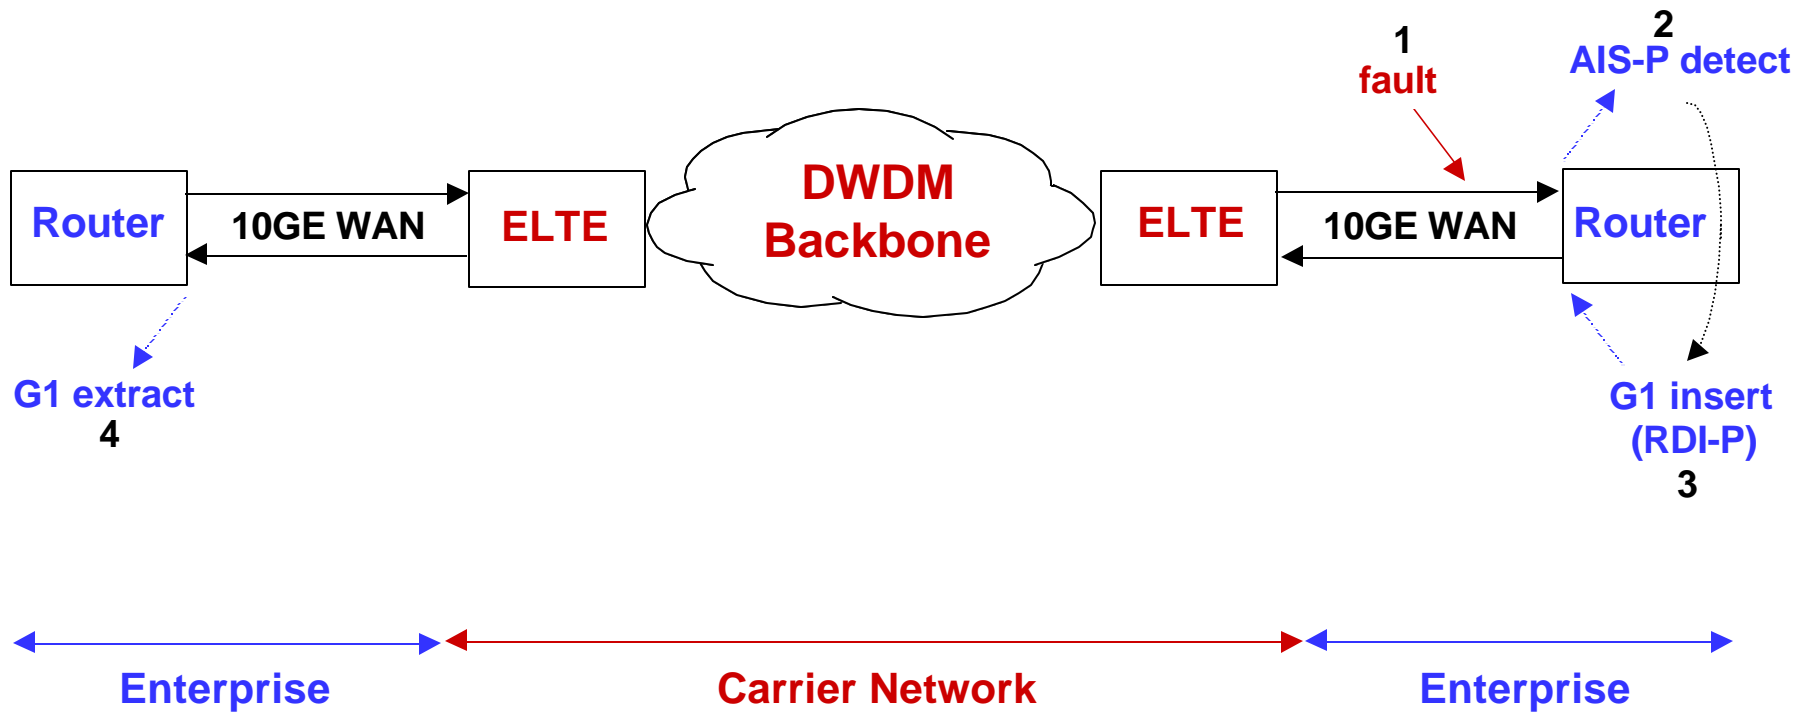 1
fault
2
AIS-P detect
Router
10GE WAN
ELTE
DWDM
Backbone
ELTE
10GE WAN
Router
G1 extract
4
G1 insert
(RDI-P)
3
Enterprise
Carrier Network
Enterprise